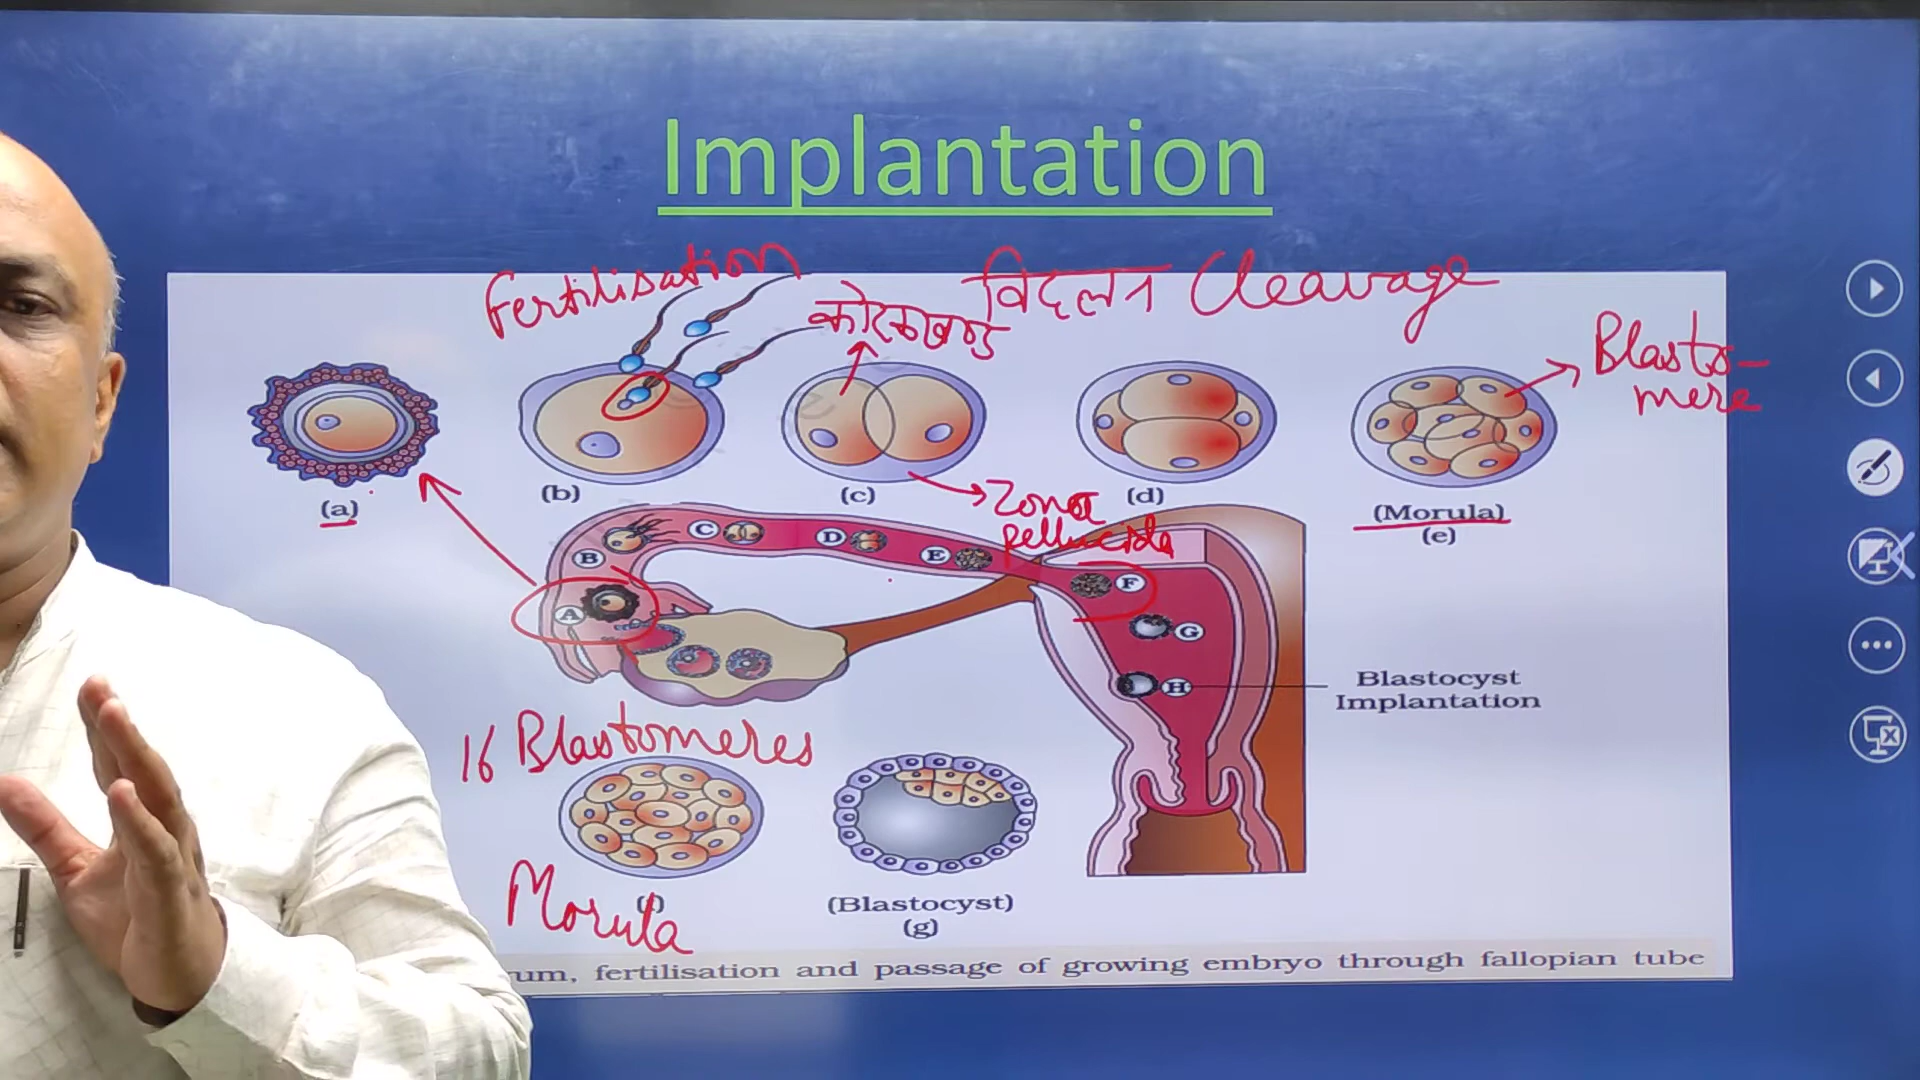 Implantation
Fertilisation
विदलन Cleavage
कोरकखण्ड
Blasto-
mere
(a)
(b)
(c)
(d)
(Morula)
(e)
Zona
pellucida
A
B
C
D
E
F
G
H
Blastocyst
Implantation
16 Blastomeres
Morula
(f)
(Blastocyst)
(g)
um, fertilisation and passage of growing embryo through fallopian tube